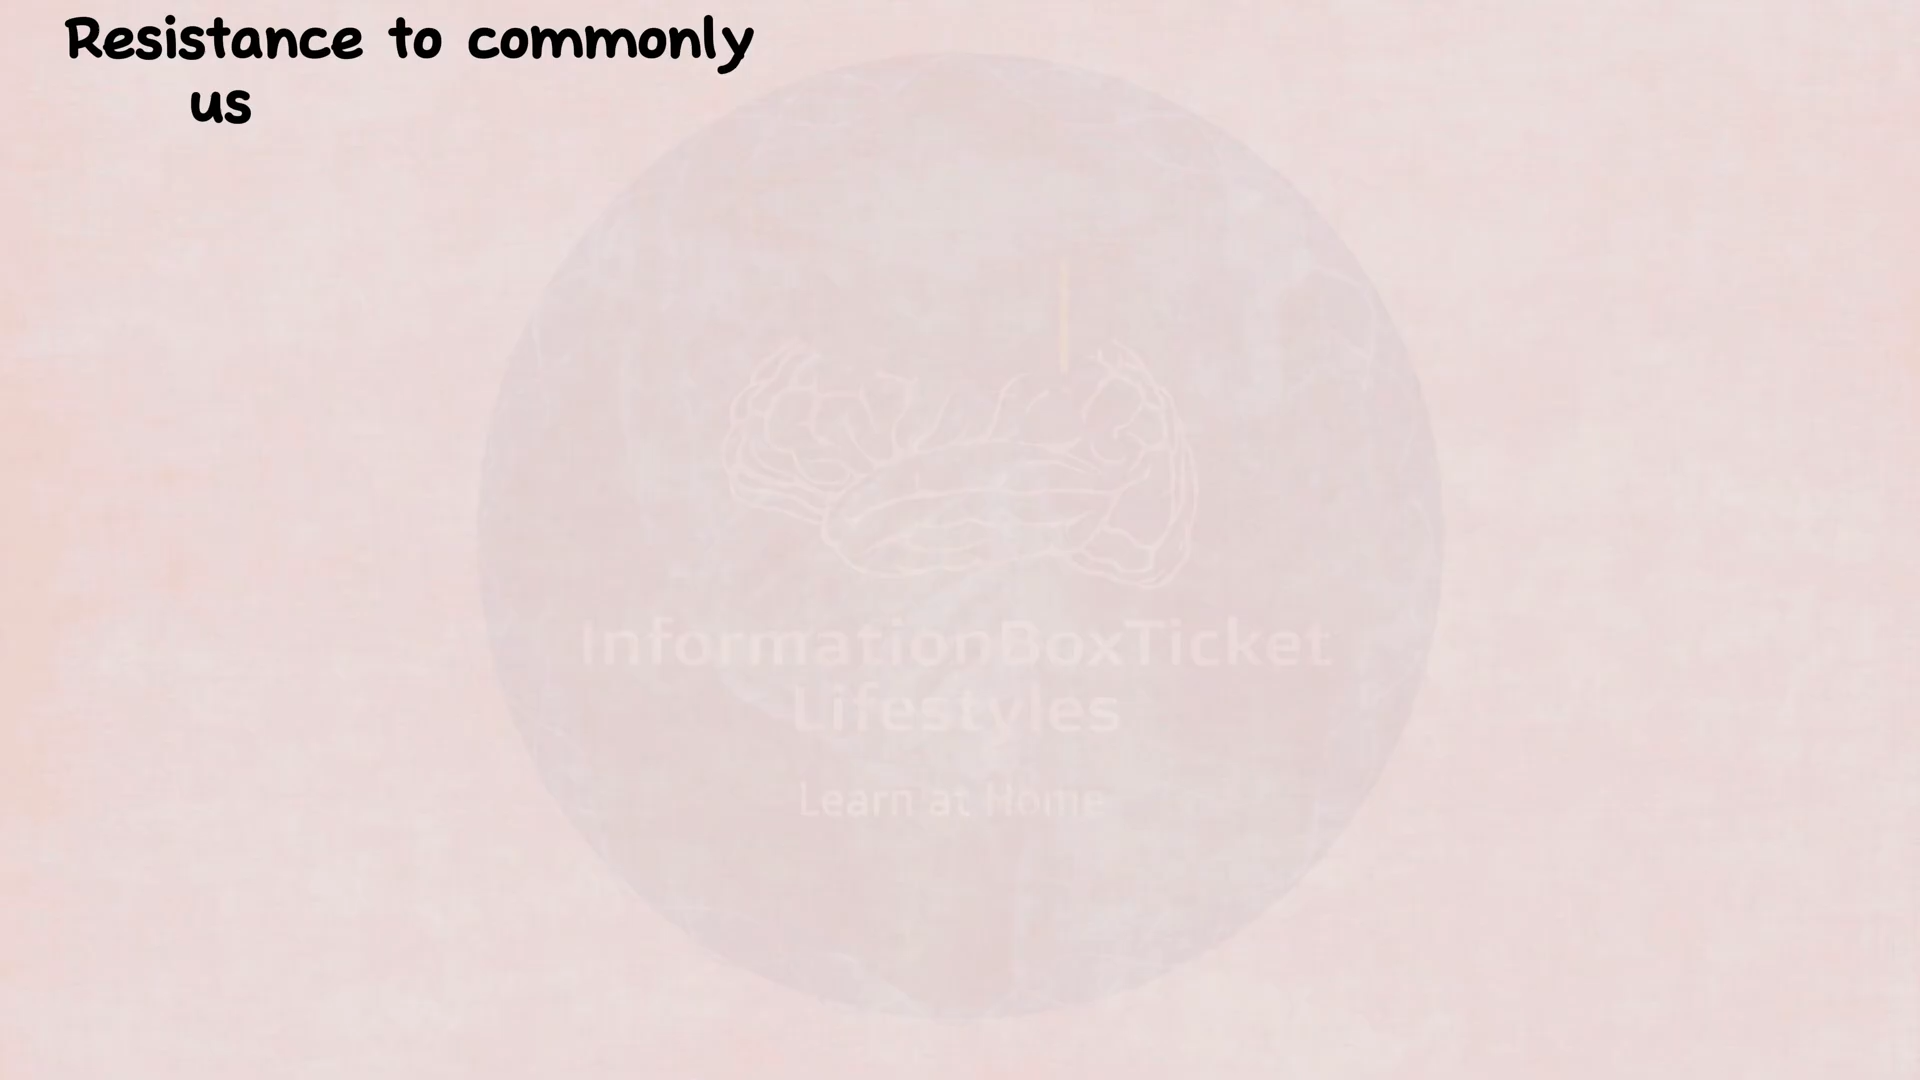 Resistance to commonly
us
InformationBoxTicket
Lifestyles
Learn at Home